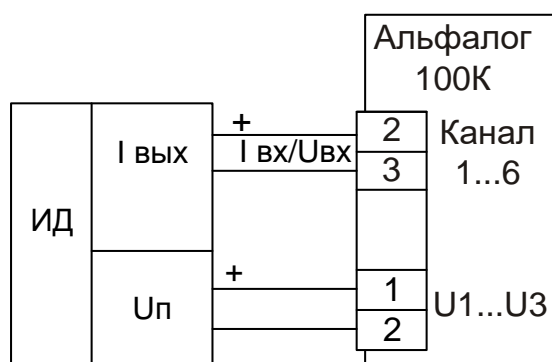 Альфалог
100К
+
I вых
I вх/Uвх
2
3
Канал
1...6
ИД
+
Uп
1
2
U1...U3